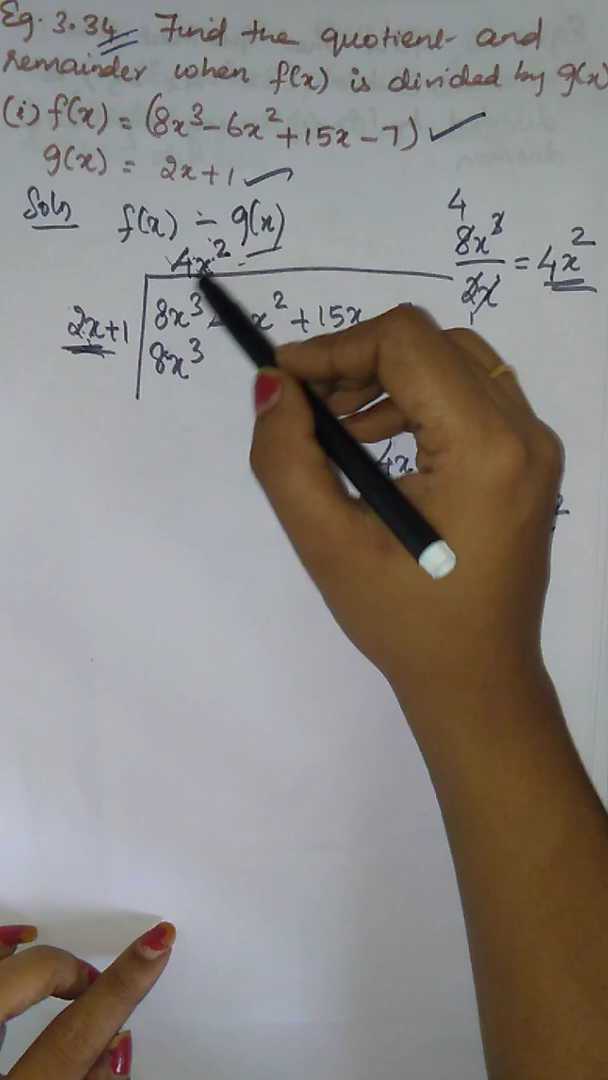 Eg. 3.34 Find the quotient and
remainder when f(x) is divided by g(x)
(i) f(x) = (8x³-6x²+15x-7)
g(x) = 2x+1
Soln f(x) ÷ g(x)
4x²
8x³/2x = 4x²
2x+1 8x³ x² + 15x
8x³
4x